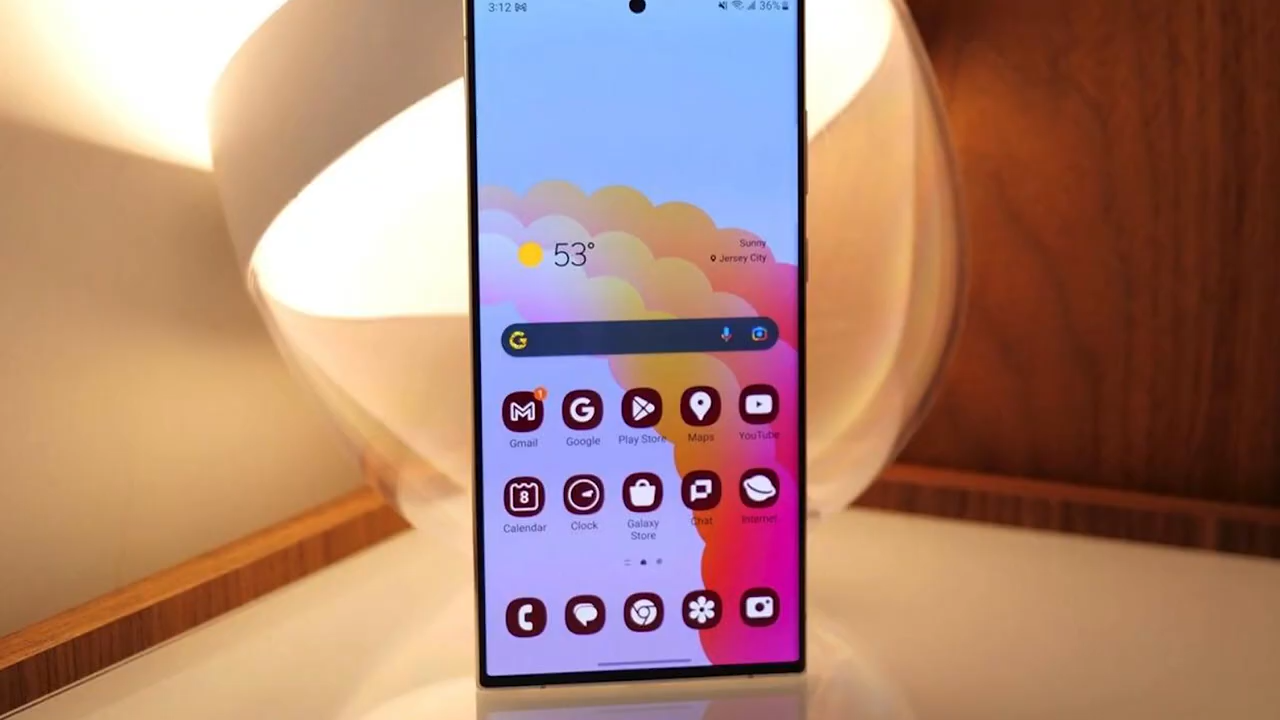 3:12 36%
53°
Sunny
Jersey City
1
Gmail Google Play Store Maps YouTube
8
Calendar Clock Galaxy Store Chat Internet